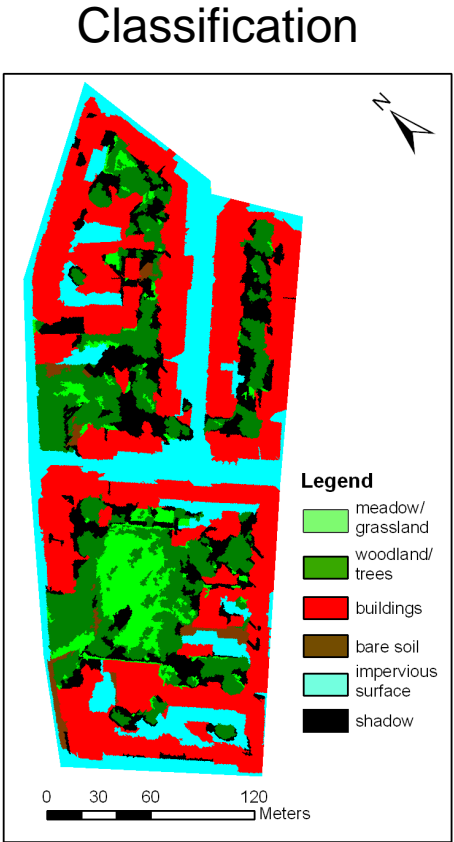 Classification
N
Legend
meadow/
grassland
woodland/
trees
buildings
bare soil
impervious
surface
shadow
0 30 60 120
Meters